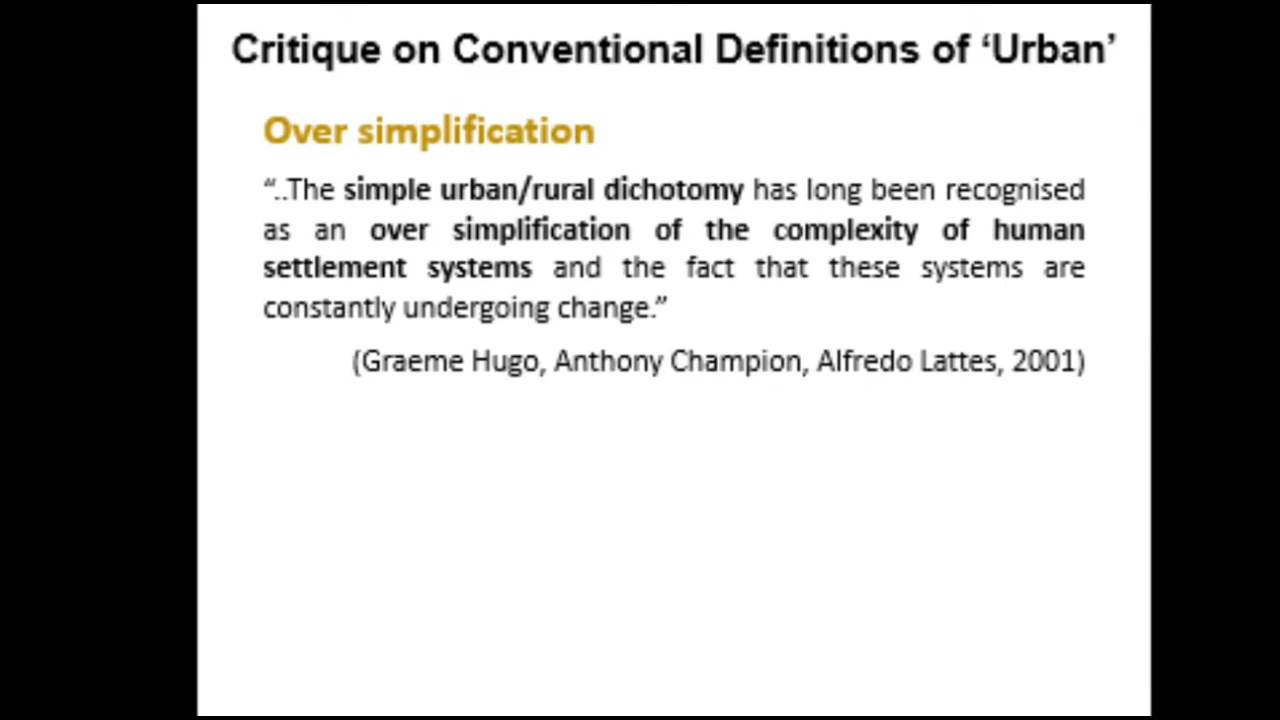 Critique on Conventional Definitions of ‘Urban’
Over simplification
“..The simple urban/rural dichotomy has long been recognised
as an over simplification of the complexity of human
settlement systems and the fact that these systems are
constantly undergoing change.”
(Graeme Hugo, Anthony Champion, Alfredo Lattes, 2001)